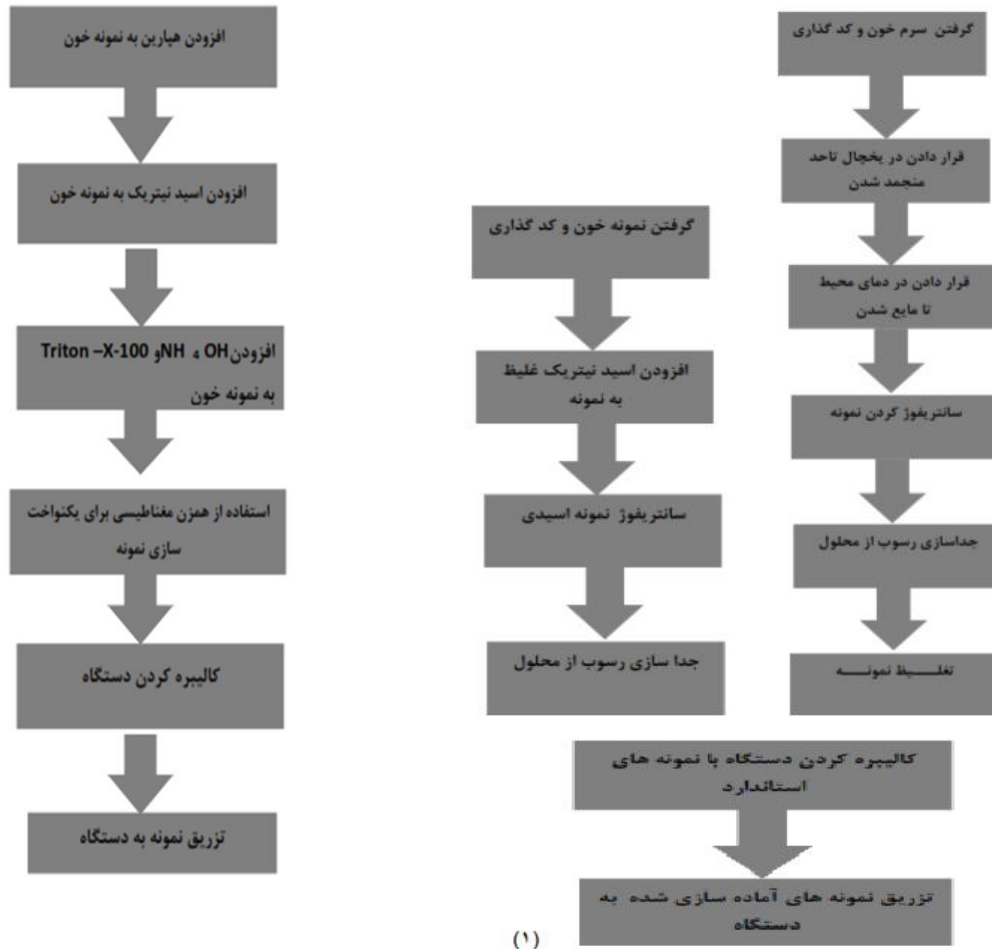 گرفتن سرم خون و کد گذاری
قرار دادن در یخچال تاحد
منجمد شدن
قرار دادن در دمای محیط
تا مایع شدن
سانتریفوژ کردن نمونه
جداسازی رسوب از محلول
تغلـــــیظ نمونـــــه
گرفتن نمونه خون و کد گذاری
افزودن اسید نیتریک غلیظ
به نمونه
سانتریفوژ نمونه اسیدی
جدا سازی رسوب از محلول
کالیبره کردن دستگاه با نمونه های
استاندارد
تزریق نمونه های آماده سازی شده به
دستگاه
افزودن هپارین به نمونه خون
افزودن اسید نیتریک به نمونه خون
افزودن OH ، NH و Triton –X-100
به نمونه خون
استفاده از همزن مغناطیسی برای یکنواخت
سازی نمونه
کالیبره کردن دستگاه
تزریق نمونه به دستگاه
(۱)